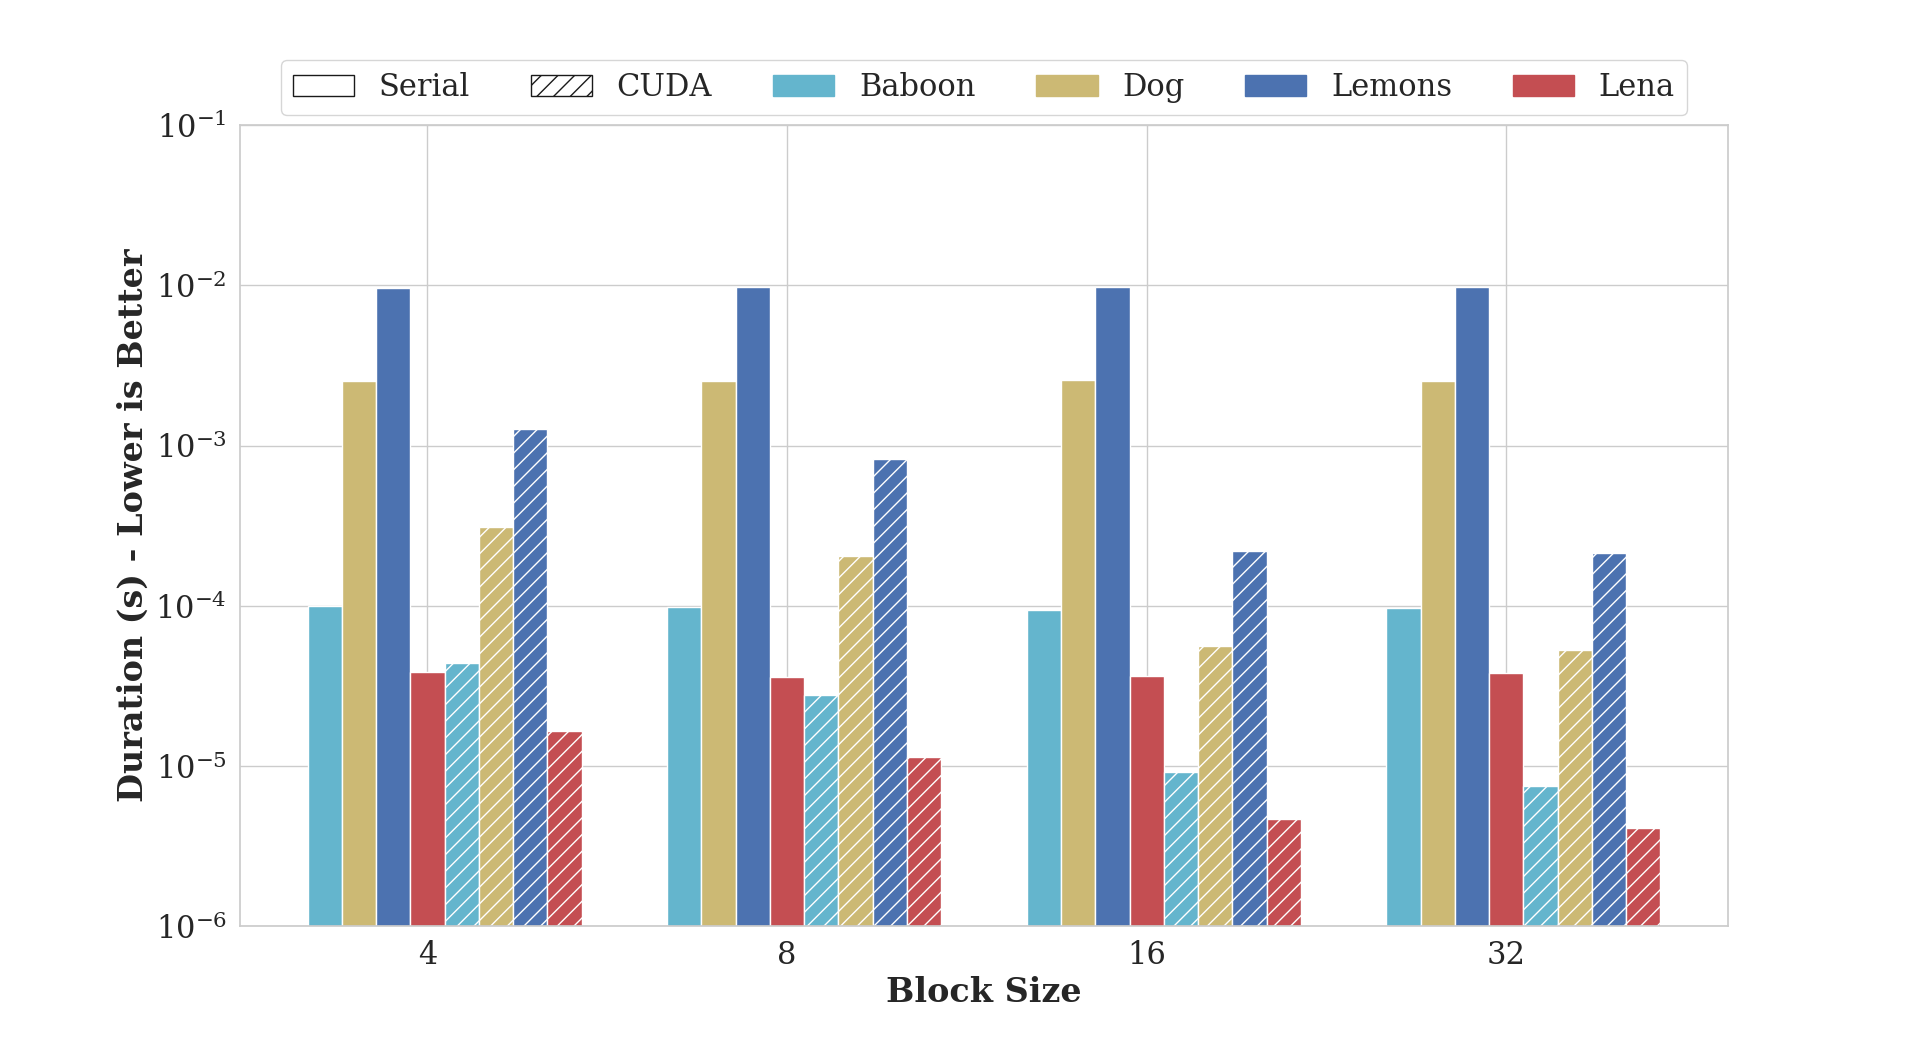 Serial CUDA Baboon Dog Lemons Lena
10⁻¹
10⁻²
10⁻³
10⁻⁴
10⁻⁵
10⁻⁶
Duration (s) - Lower is Better
4 8 16 32
Block Size